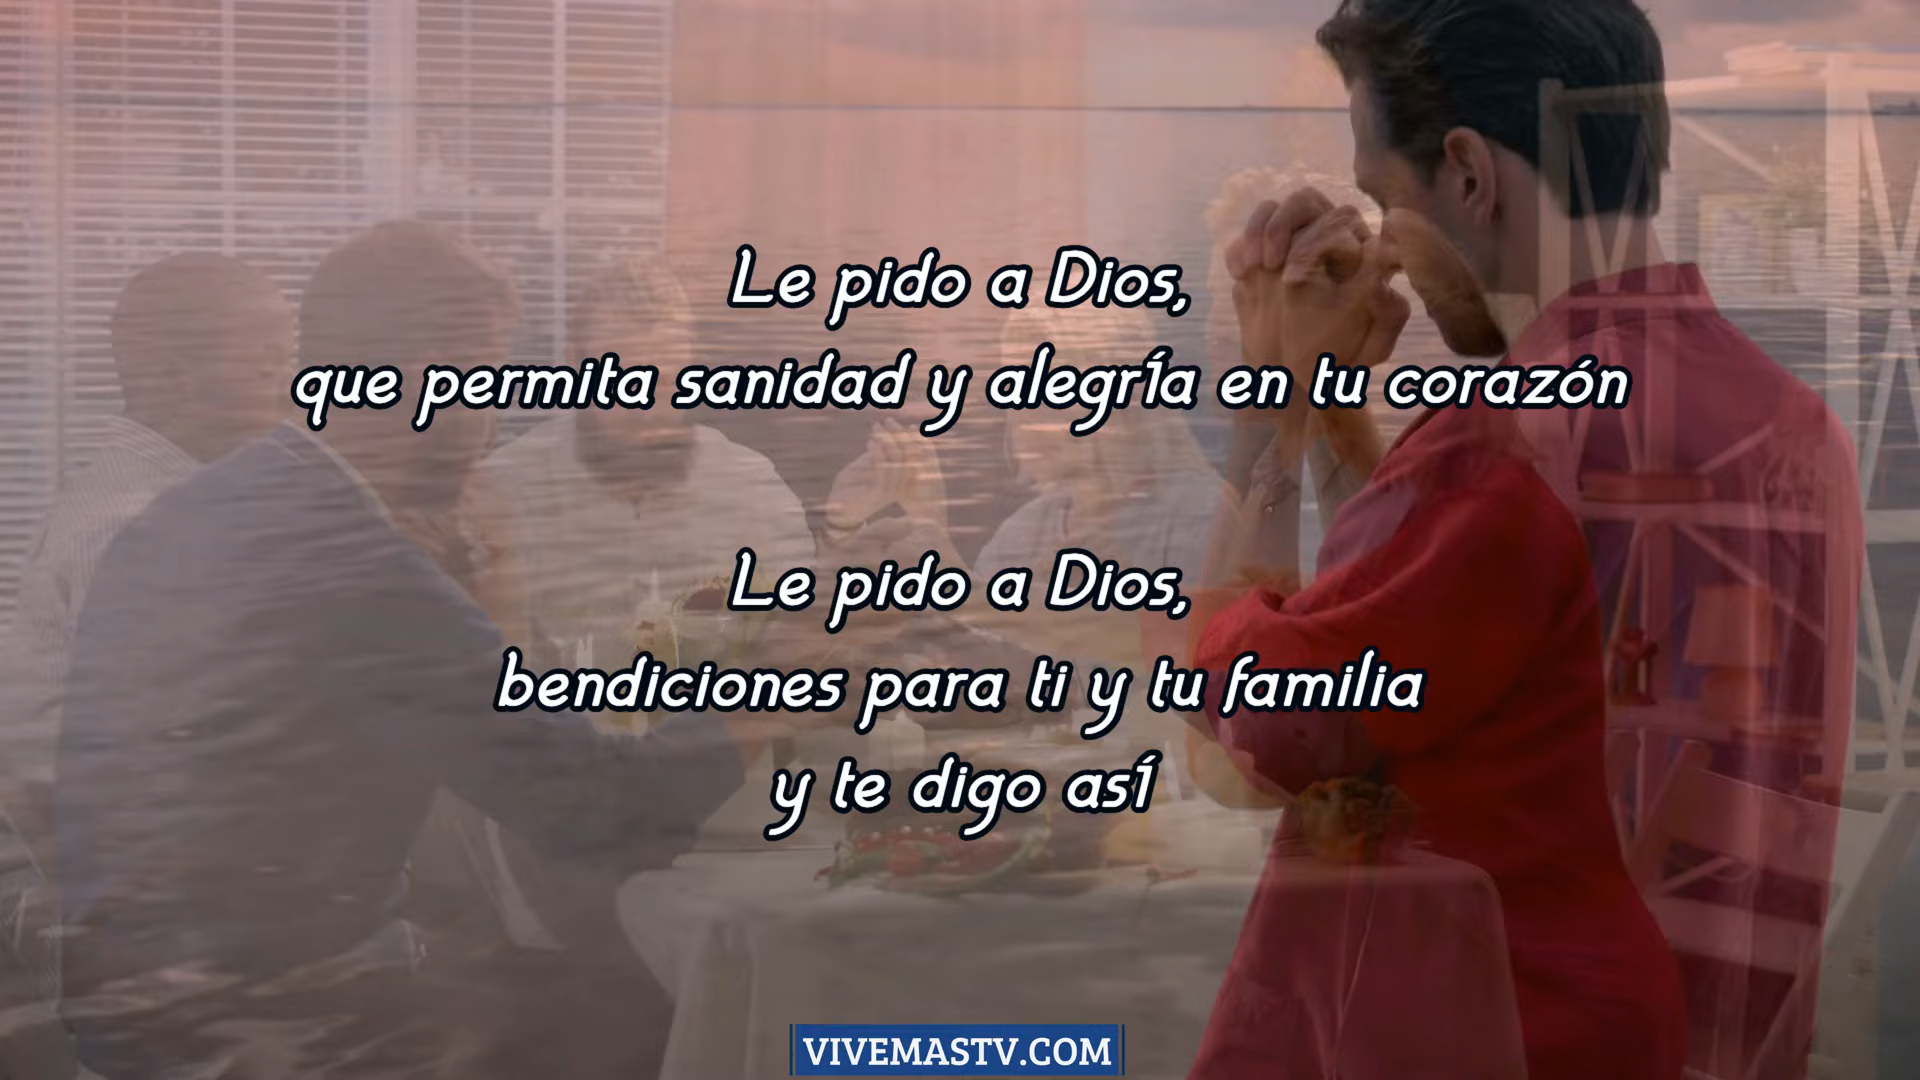 Le pido a Dios,
que permita sanidad y alegría en tu corazón
Le pido a Dios,
bendiciones para ti y tu familia
y te digo así
VIVEMASTV.COM